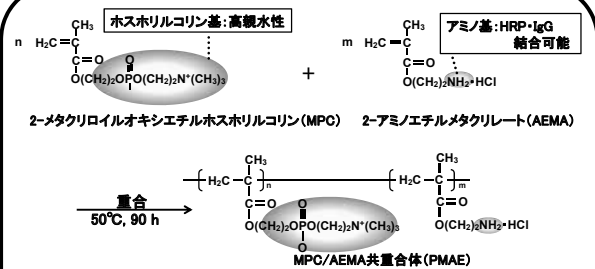 ホスホリルコリン基:高親水性
アミノ基:HRP・IgG
結合可能
n H₂C=C
CH₃
C=O
O(CH₂)₂OPO(CH₂)₂N⁺(CH₃)₃
O
+
m H₂C=C
CH₃
C=O
O(CH₂)₂NH₂・HCl
2-メタクリロイルオキシエチルホスホリルコリン(MPC)
2-アミノエチルメタクリレート(AEMA)
重合
50℃, 90 h
CH₃
H₂C-C
n
C=O
O
O(CH₂)₂OPO(CH₂)₂N⁺(CH₃)₃
O
CH₃
H₂C-C
m
C=O
O(CH₂)₂NH₂・HCl
MPC/AEMA共重合体(PMAE)